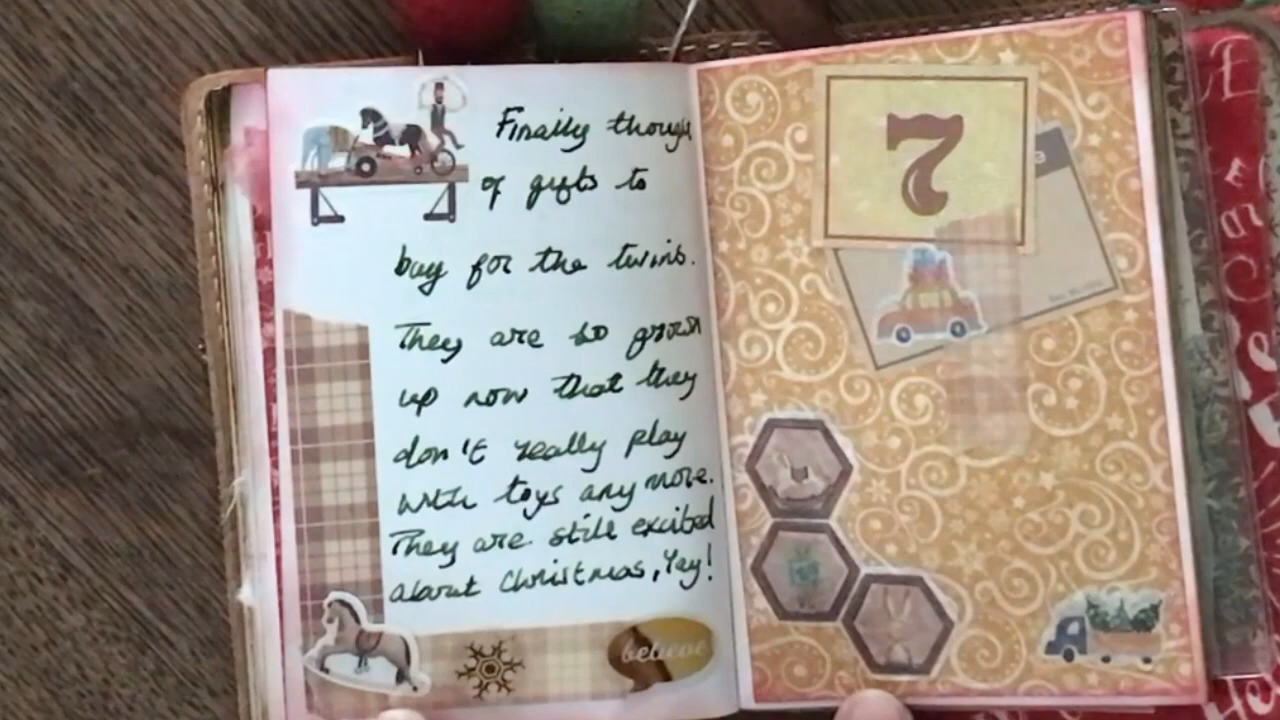 Finally though
of gifts to
buy for the twins.
They are so grown
up now that they
don't really play
with toys any more.
They are still excited
about Christmas, Yay!
believe
7